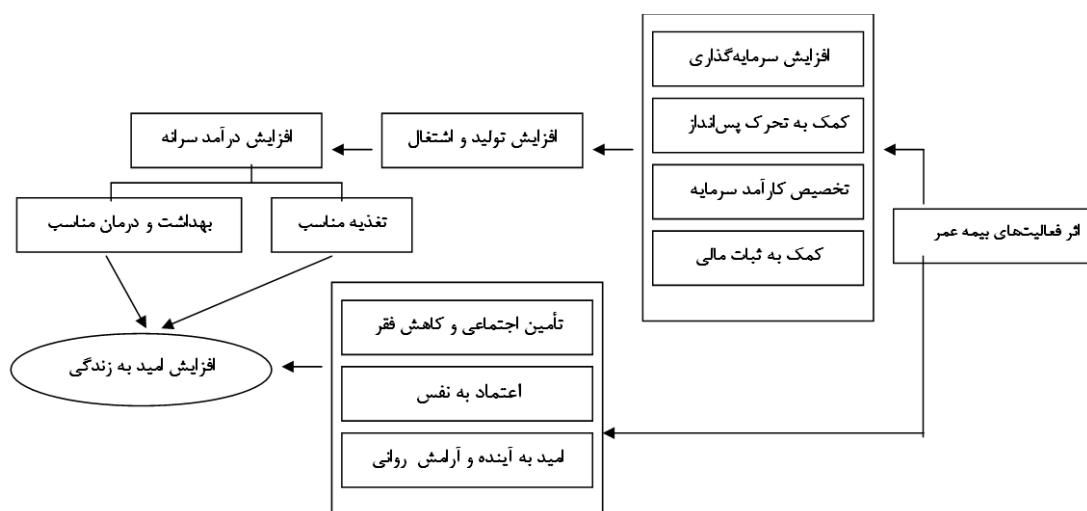 افزایش سرمایه‌گذاری
کمک به تحرک پس‌انداز
افزایش تولید و اشتغال
افزایش درآمد سرانه
تخصیص کارآمد سرمایه
اثر فعالیت‌های بیمه عمر
تغذیه مناسب
بهداشت و درمان مناسب
کمک به ثبات مالی
تأمین اجتماعی و کاهش فقر
افزایش امید به زندگی
اعتماد به نفس
امید به آینده و آرامش روانی